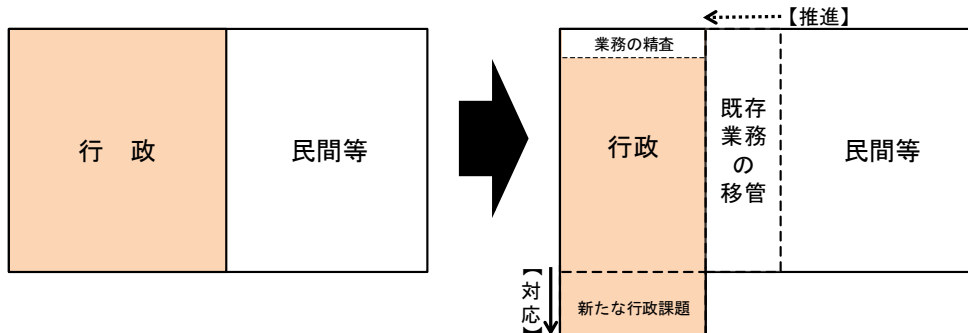 行　政
民間等
【推進】
業務の精査
行政
既存
業務
の
移管
民間等
【対応】
新たな行政課題